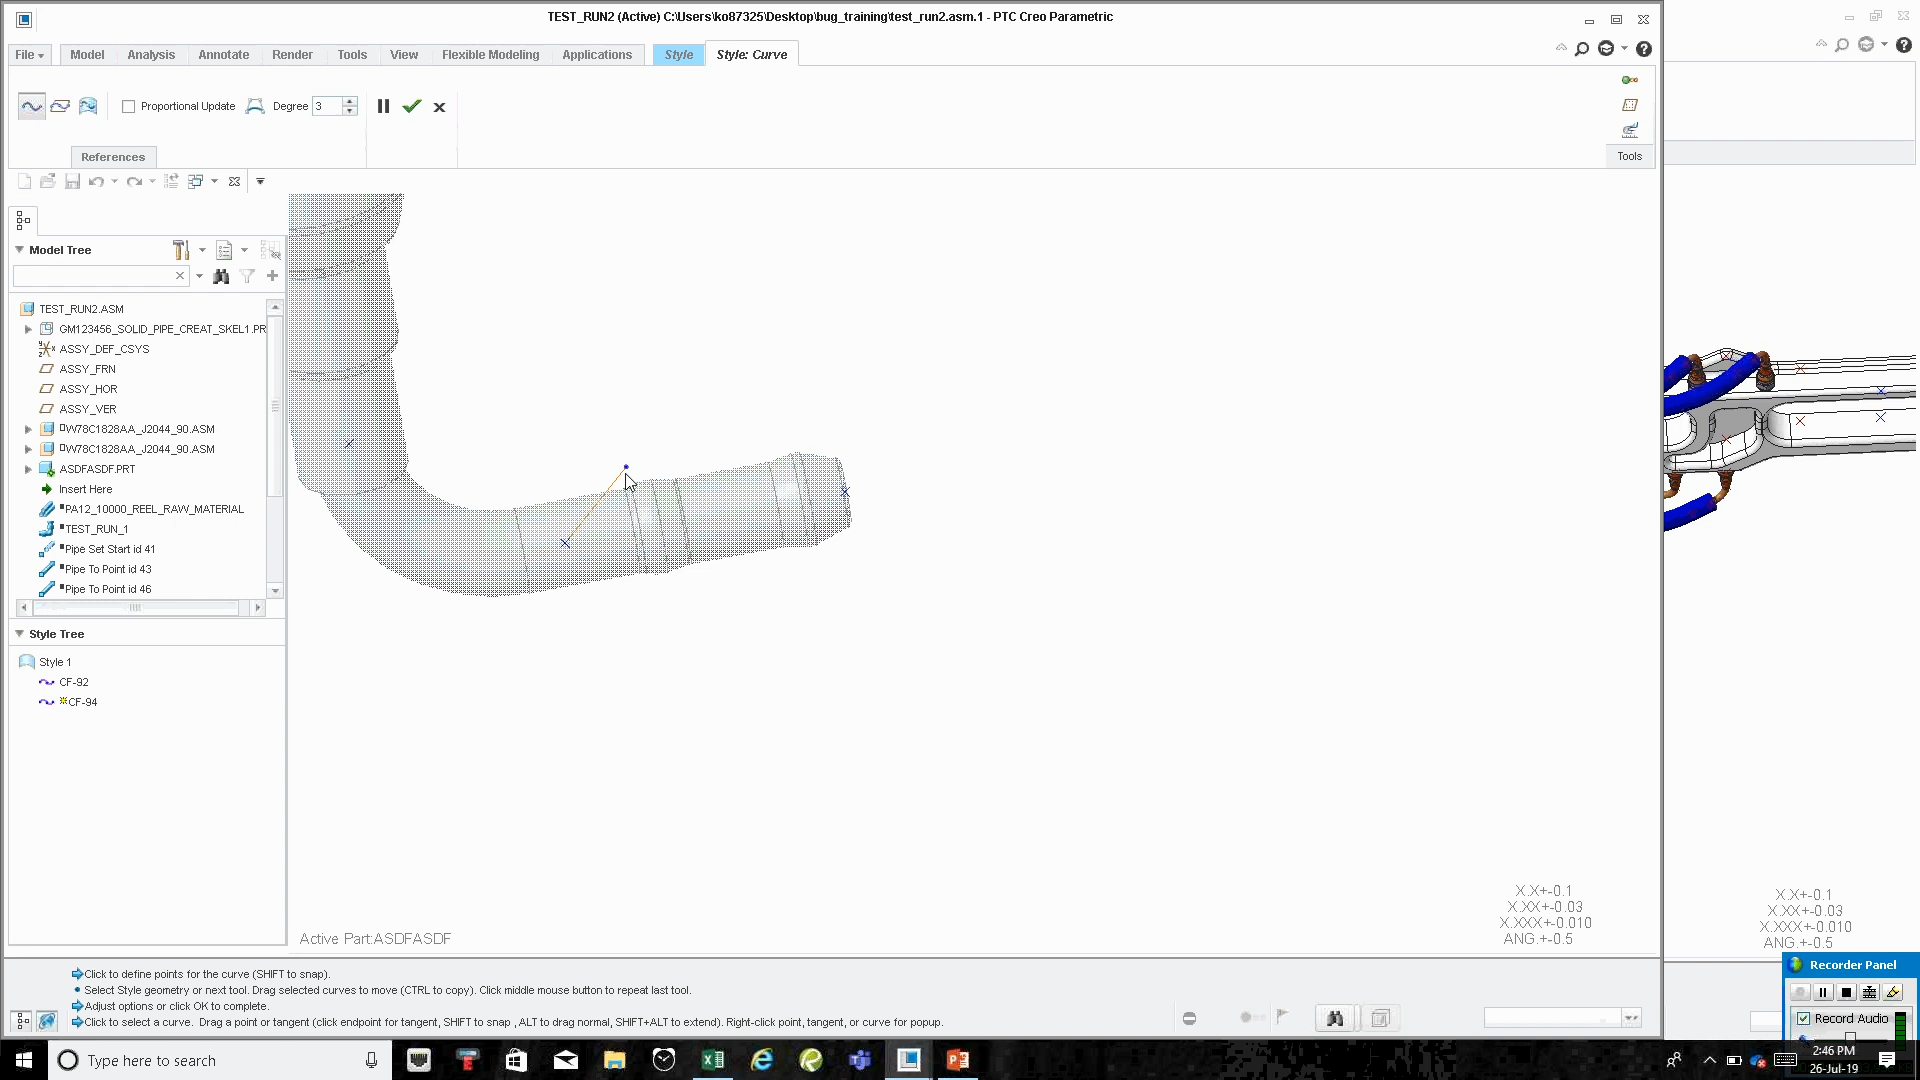 TEST_RUN2 (Active) C:\Users\ko87325\Desktop\bug_training\test_run2.asm.1 - PTC Creo Parametric
File Model Analysis Annotate Render Tools View Flexible Modeling Applications Style Style: Curve
Proportional Update Degree 3
References
Tools
Model Tree
TEST_RUN2.ASM
GM123456_SOLID_PIPE_CREAT_SKEL1.PR
ASSY_DEF_CSYS
ASSY_FRN
ASSY_HOR
ASSY_VER
W78C1828AA_J2044_90.ASM
W78C1828AA_J2044_90.ASM
ASDFASDF.PRT
Insert Here
PA12_10000_REEL_RAW_MATERIAL
TEST_RUN_1
Pipe Set Start id 41
Pipe To Point id 43
Pipe To Point id 46
Style Tree
Style 1
CF-92
CF-94
X.X+-0.1
X.XX+-0.03
X.XXX+-0.010
ANG.+-0.5
X.X+-0.1
X.XX+-0.03
X.XXX+-0.010
ANG.+-0.5
Active Part:ASDFASDF
Click to define points for the curve (SHIFT to snap).
Select Style geometry or next tool. Drag selected curves to move (CTRL to copy). Click middle mouse button to repeat last tool.
Adjust options or click OK to complete.
Click to select a curve. Drag a point or tangent (click endpoint for tangent, SHIFT to snap , ALT to drag normal, SHIFT+ALT to extend). Right-click point, tangent, or curve for popup.
Recorder Panel
Record Audio
Type here to search
2:46 PM
26-Jul-19